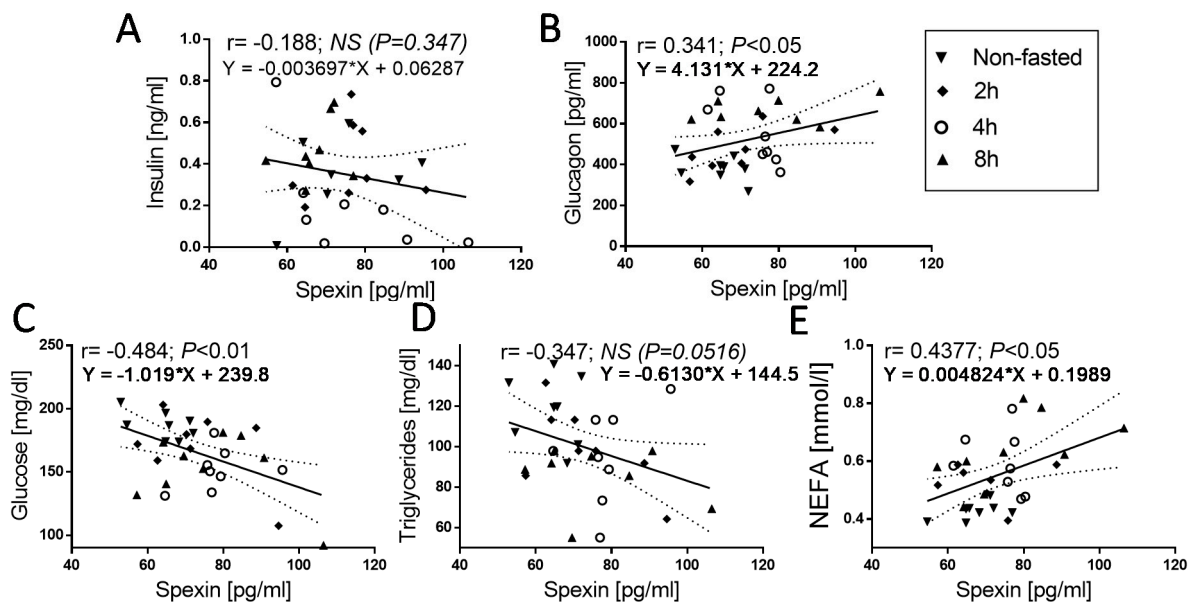 A
r= -0.188; NS (P=0.347)
Y = -0.003697*X + 0.06287
Insulin [ng/ml]
1.0
0.8
0.6
0.4
0.2
0.0
40 60 80 100 120
Spexin [pg/ml]
B
r= 0.341; P<0.05
Y = 4.131*X + 224.2
Glucagon [pg/ml]
1000
800
600
400
200
0
40 60 80 100 120
Spexin [pg/ml]
Non-fasted
2h
4h
8h
C
r= -0.484; P<0.01
Y = -1.019*X + 239.8
Glucose [mg/dl]
250
200
150
100
40 60 80 100 120
Spexin [pg/ml]
D
r= -0.347; NS (P=0.0516)
Y = -0.6130*X + 144.5
Triglycerides [mg/dl]
140
120
100
80
60
40 60 80 100 120
Spexin [pg/ml]
E
r= 0.4377; P<0.05
Y = 0.004824*X + 0.1989
NEFA [mmol/l]
1.0
0.8
0.6
0.4
40 60 80 100 120
Spexin [pg/ml]